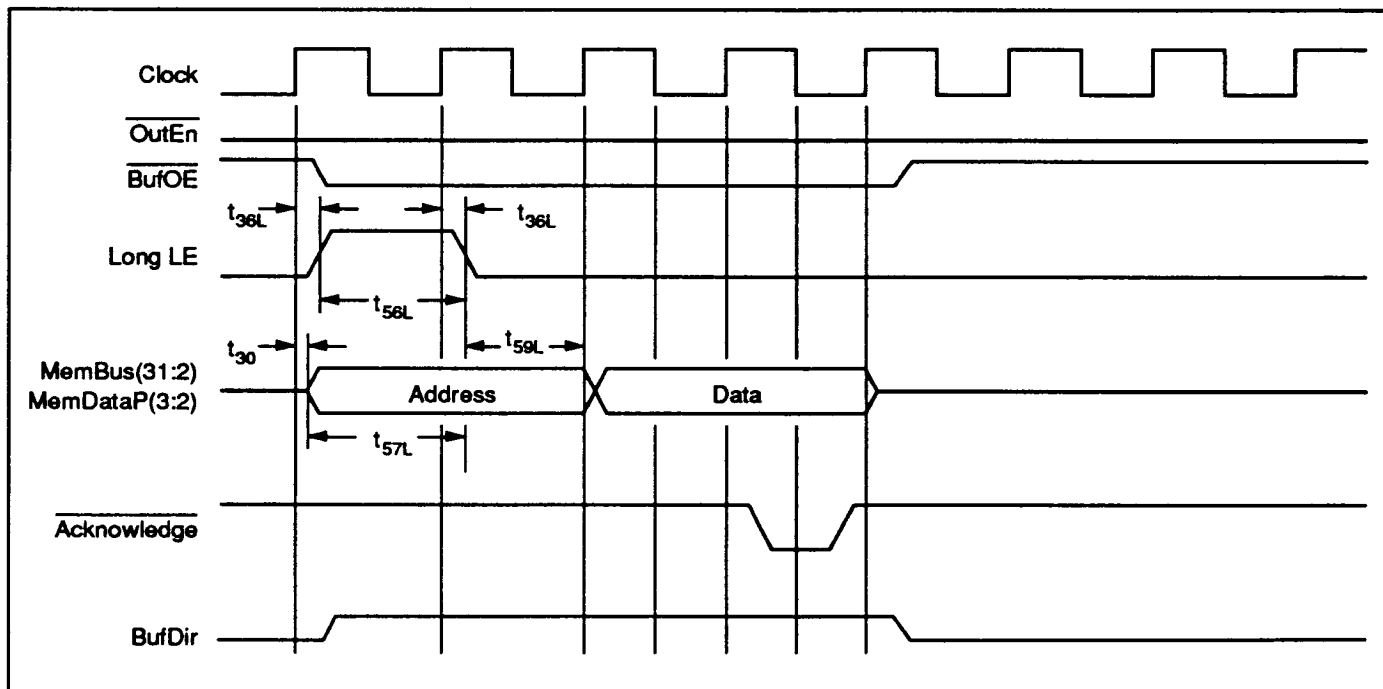 Clock
OutEn
BufOE
t36L
t36L
Long LE
t56L
t59L
t30
MemBus(31:2)
MemDataP(3:2)
Address
Data
t57L
Acknowledge
BufDir